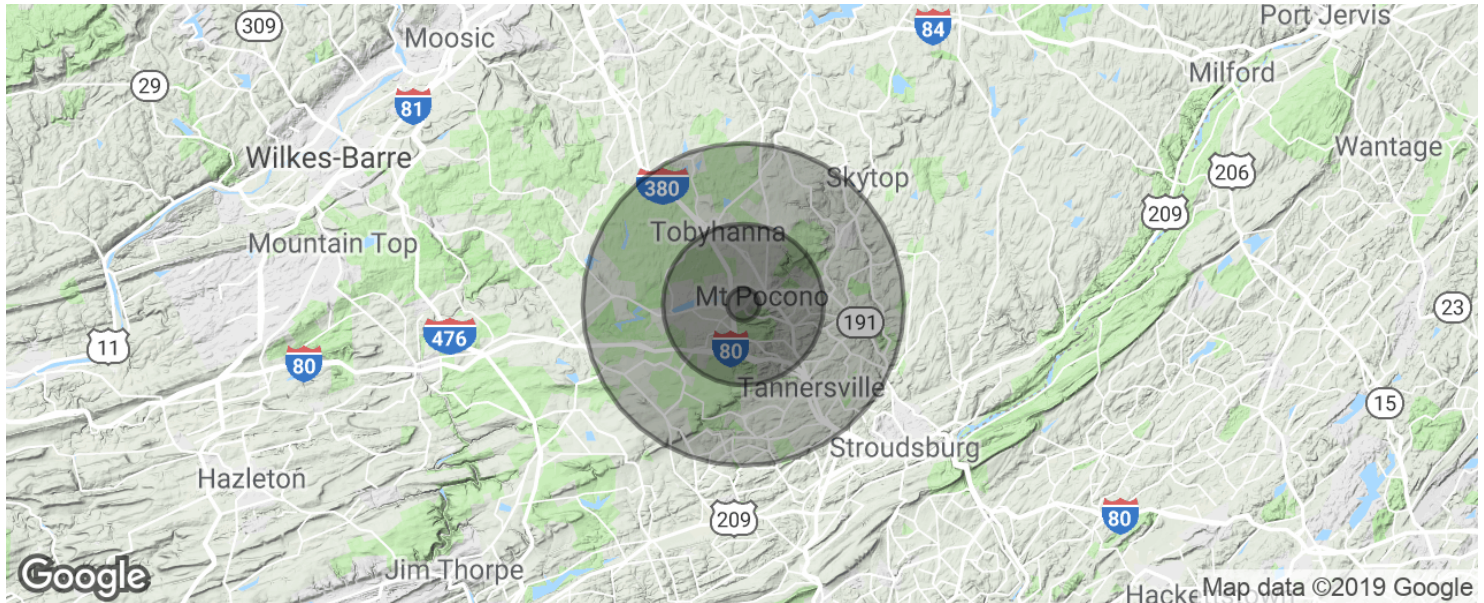 309
Moosic
84
Port Jervis
29
81
Milford
Wilkes-Barre
Wantage
380
Skytop
206
209
Mountain Top
Tobyhanna
Mt Pocono
191
23
11
476
80
80
Tannersville
15
Stroudsburg
Hazleton
209
80
Jim Thorpe
Google
Hackettstown
Map data ©2019 Google